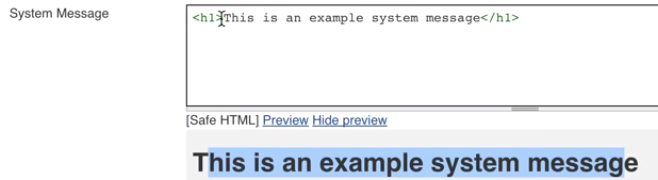 System Message
<h1>This is an example system message</h1>
[Safe HTML] Preview Hide preview
This is an example system message